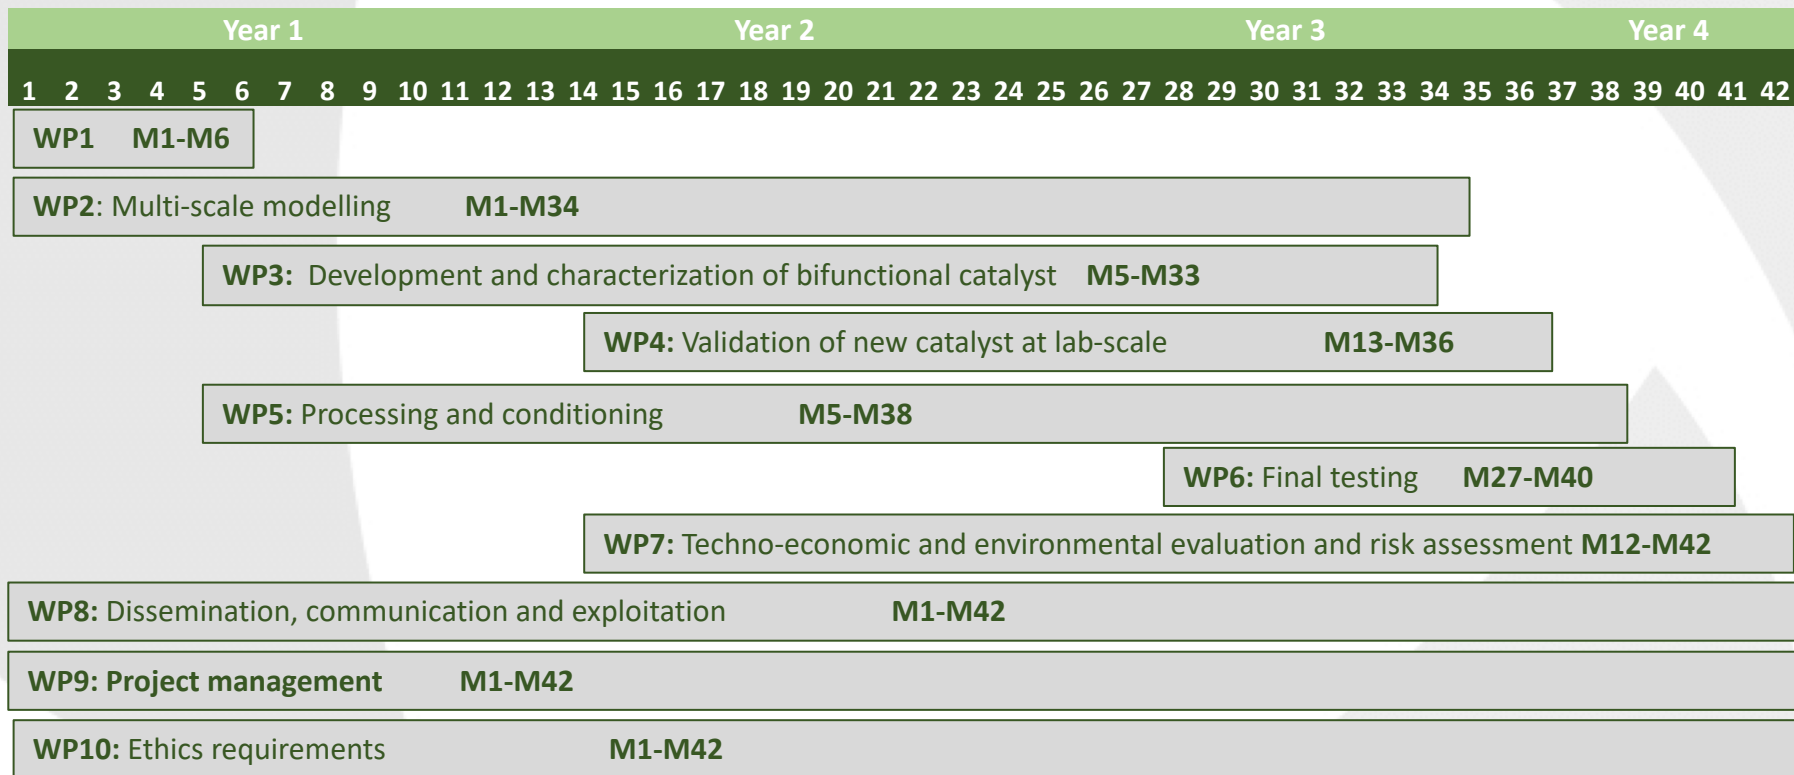 Year 1 Year 2 Year 3 Year 4
1 2 3 4 5 6 7 8 9 10 11 12 13 14 15 16 17 18 19 20 21 22 23 24 25 26 27 28 29 30 31 32 33 34 35 36 37 38 39 40 41 42
WP1 M1-M6
WP2: Multi-scale modelling M1-M34
WP3: Development and characterization of bifunctional catalyst M5-M33
WP4: Validation of new catalyst at lab-scale M13-M36
WP5: Processing and conditioning M5-M38
WP6: Final testing M27-M40
WP7: Techno-economic and environmental evaluation and risk assessment M12-M42
WP8: Dissemination, communication and exploitation M1-M42
WP9: Project management M1-M42
WP10: Ethics requirements M1-M42